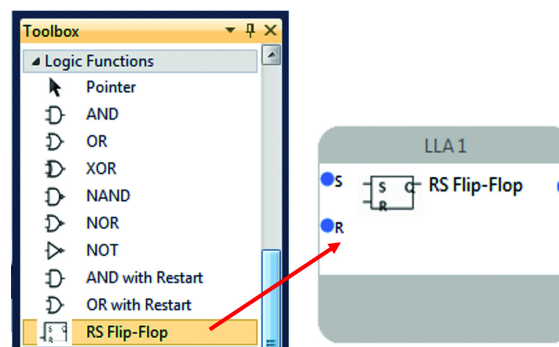 Toolbox
Logic Functions
Pointer
AND
OR
XOR
NAND
NOR
NOT
AND with Restart
OR with Restart
S Q
R
RS Flip-Flop
LLA 1
S
S Q
R
RS Flip-Flop
R